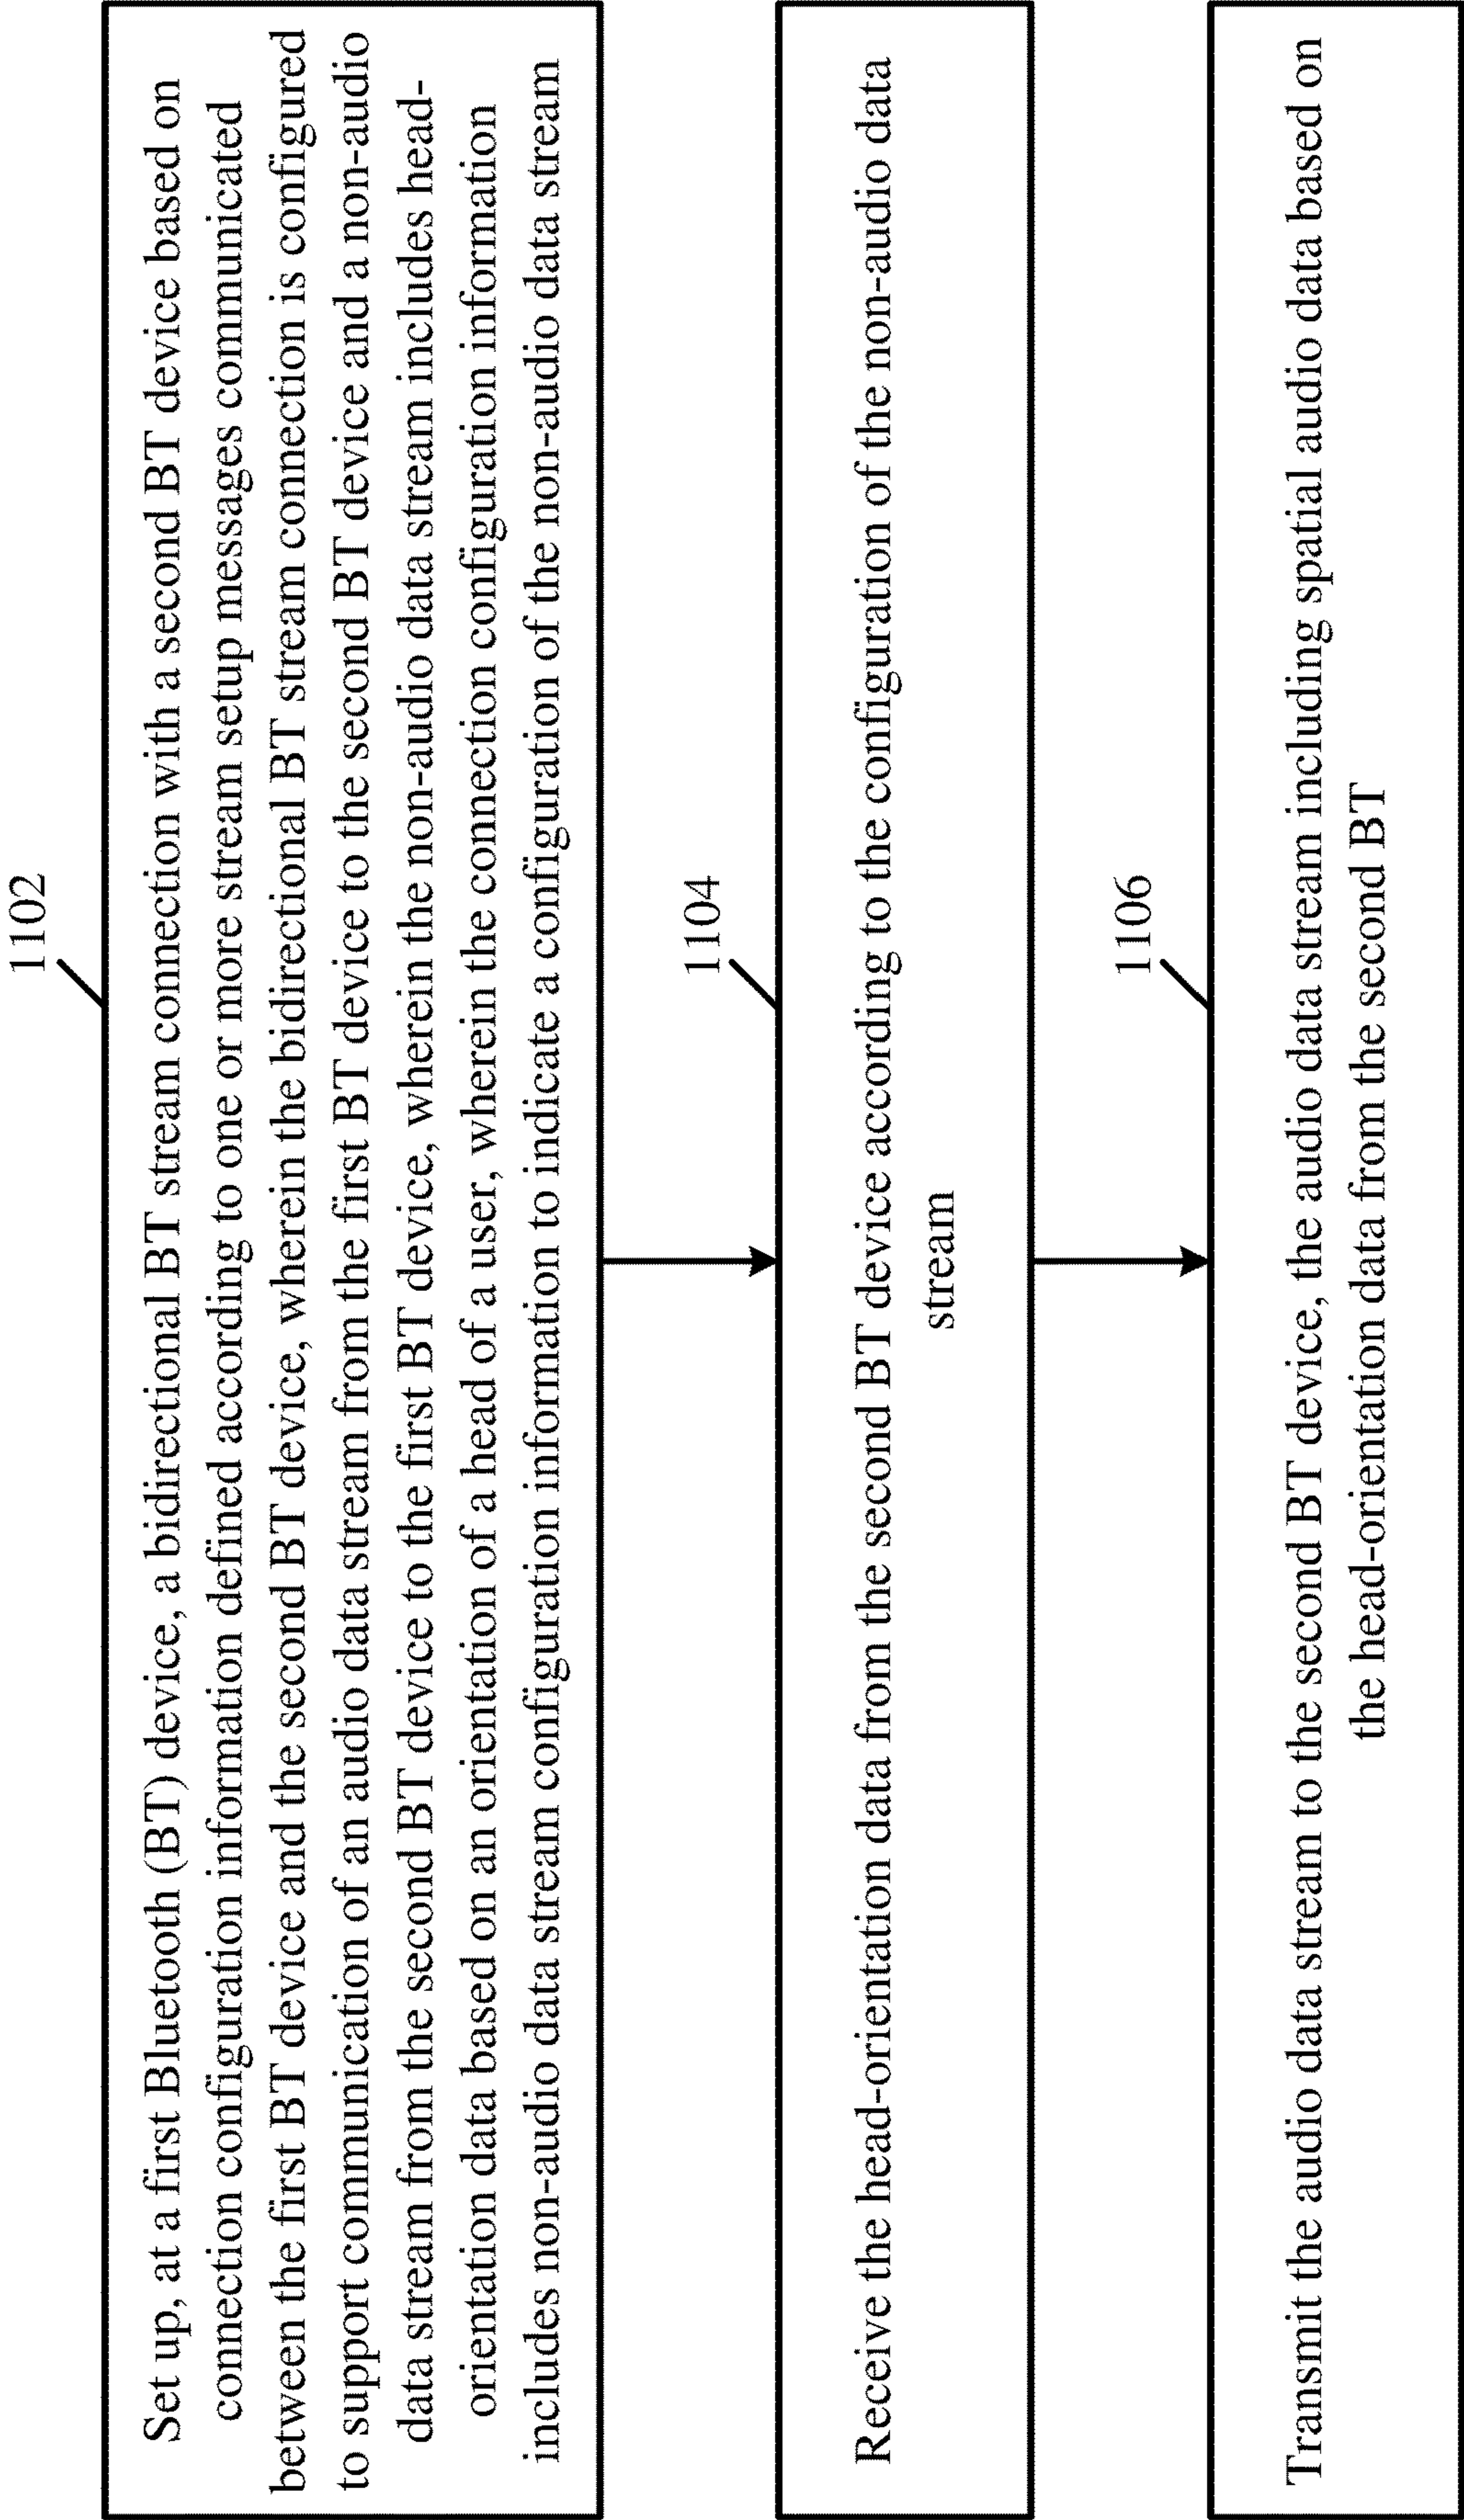 1102
Set up, at a first Bluetooth (BT) device, a bidirectional BT stream connection with a second BT device based on
connection configuration information defined according to one or more stream setup messages communicated
between the first BT device and the second BT device, wherein the bidirectional BT stream connection is configured
to support communication of an audio data stream from the first BT device to the second BT device and a non-audio
data stream from the second BT device to the first BT device, wherein the non-audio data stream includes head-
orientation data based on an orientation of a head of a user, wherein the connection configuration information
includes non-audio data stream configuration information to indicate a configuration of the non-audio data stream
1104
Receive the head-orientation data from the second BT device according to the configuration of the non-audio data
stream
1106
Transmit the audio data stream to the second BT device, the audio data stream including spatial audio data based on
the head-orientation data from the second BT